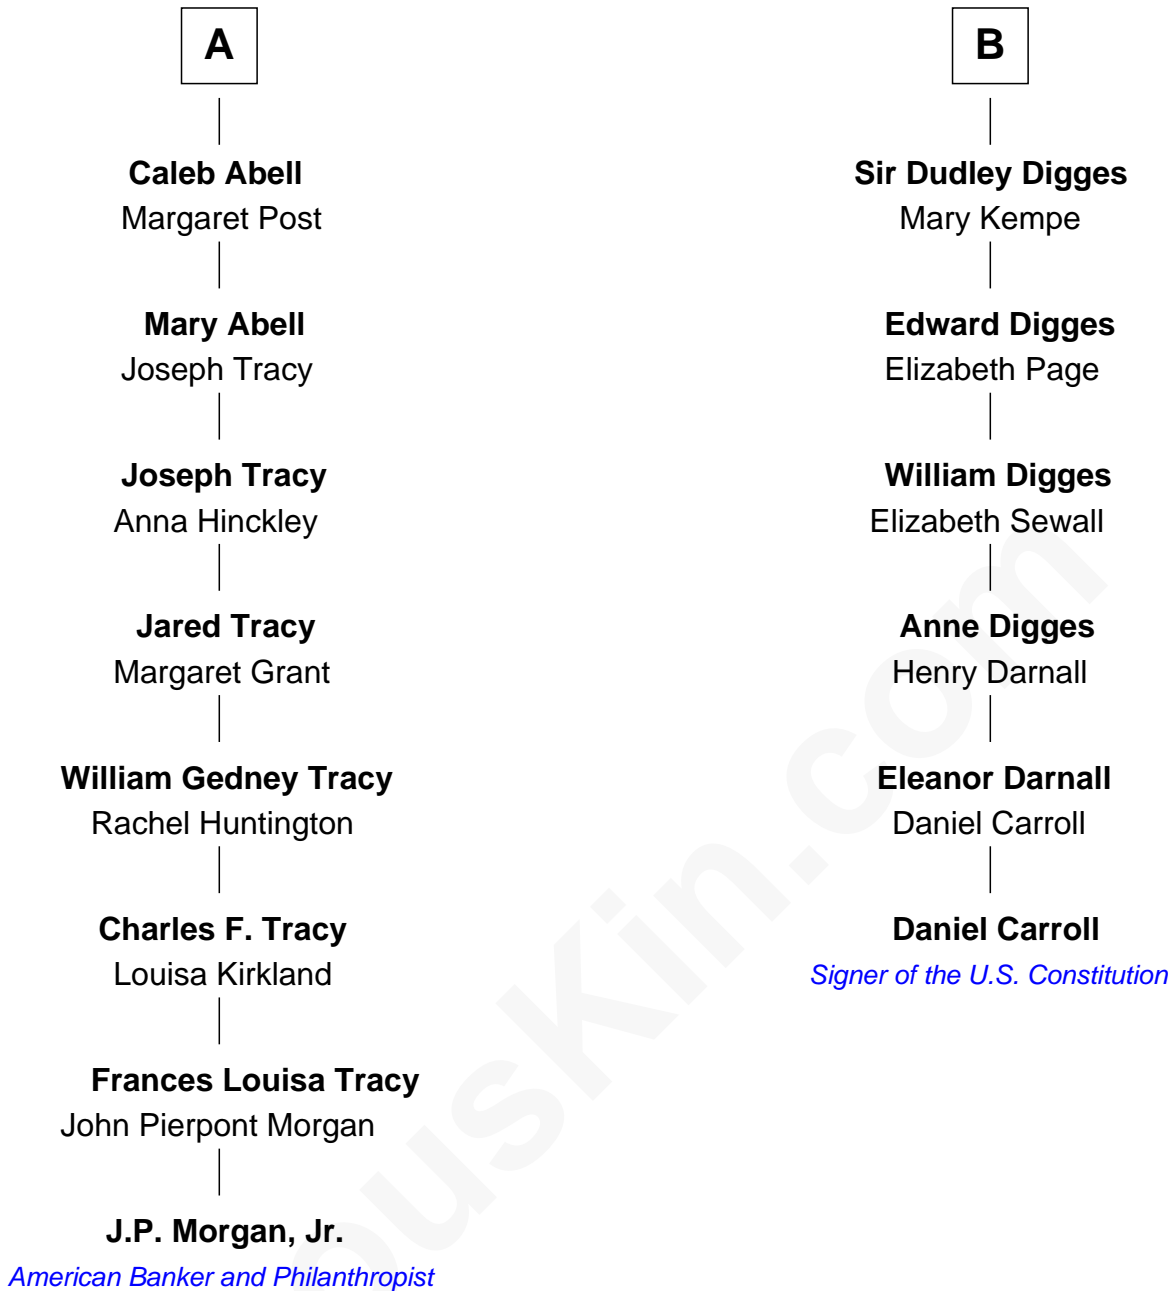 A
Caleb Abell
Margaret Post
Mary Abell
Joseph Tracy
Joseph Tracy
Anna Hinckley
Jared Tracy
Margaret Grant
William Gedney Tracy
Rachel Huntington
Charles F. Tracy
Louisa Kirkland
Frances Louisa Tracy
John Pierpont Morgan
J.P. Morgan, Jr.
American Banker and Philanthropist
B
Sir Dudley Digges
Mary Kempe
Edward Digges
Elizabeth Page
William Digges
Elizabeth Sewall
Anne Digges
Henry Darnall
Eleanor Darnall
Daniel Carroll
Daniel Carroll
Signer of the U.S. Constitution
ousKin.com